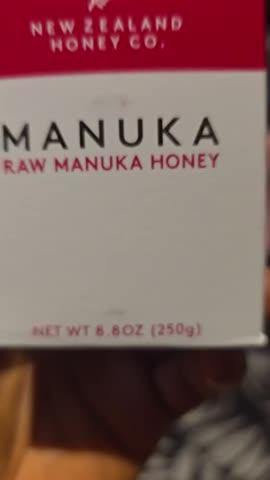 NEW ZEALAND
HONEY CO.
MANUKA
RAW MANUKA HONEY
NET WT 8.8OZ (250g)